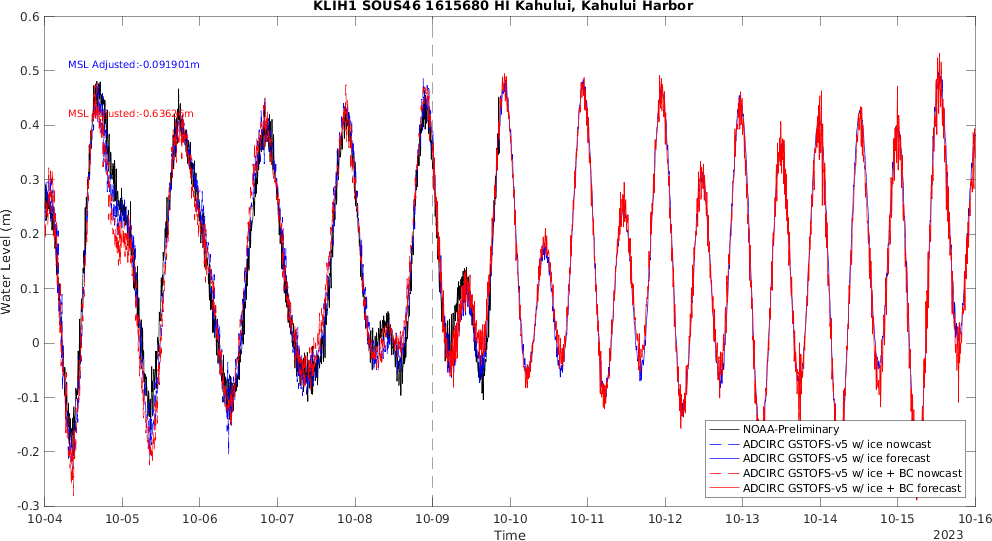 KLIH1 SOUS46 1615680 HI Kahului, Kahului Harbor
0.6
0.5
0.4
0.3
0.2
0.1
0
-0.1
-0.2
-0.3
Water Level (m)
MSL Adjusted:-0.091901m
MSL Adjusted:
NOAA-Preliminary
ADCIRC GSTOFS-v5 w/ ice nowcast
ADCIRC GSTOFS-v5 w/ ice forecast
ADCIRC GSTOFS-v5 w/ ice + BC nowcast
ADCIRC GSTOFS-v5 w/ ice + BC forecast
10-04 10-05 10-06 10-07 10-08 10-09 10-10 10-11 10-12 10-13 10-14 10-15 10-16
Time
2023